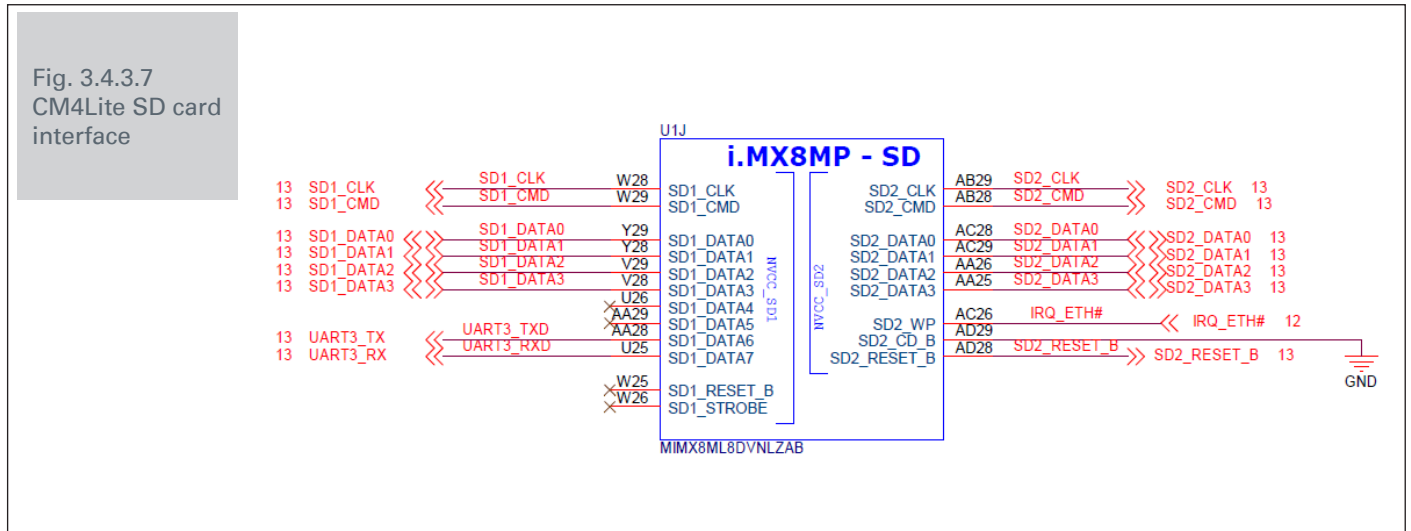 Fig. 3.4.3.7
CM4Lite SD card
interface
U1J
i.MX8MP - SD
13 SD1_CLK SD1_CLK W28 SD1_CLK SD2_CLK AB29 SD2_CLK SD2_CLK 13
13 SD1_CMD SD1_CMD W29 SD1_CMD SD2_CMD AB28 SD2_CMD SD2_CMD 13
13 SD1_DATA0 SD1_DATA0 Y29 SD1_DATA0 SD2_DATA0 AC28 SD2_DATA0 SD2_DATA0 13
13 SD1_DATA1 SD1_DATA1 Y28 SD1_DATA1 SD2_DATA1 AC29 SD2_DATA1 SD2_DATA1 13
13 SD1_DATA2 SD1_DATA2 V29 SD1_DATA2 SD2_DATA2 AA26 SD2_DATA2 SD2_DATA2 13
13 SD1_DATA3 SD1_DATA3 V28 SD1_DATA3 SD2_DATA3 AA25 SD2_DATA3 SD2_DATA3 13
U26 SD1_DATA4
AA29 SD1_DATA5 SD2_WP AC26 IRQ_ETH# IRQ_ETH# 12
13 UART3_TX UART3_TXD AA28 SD1_DATA6 SD2_CD_B AD29
13 UART3_RX UART3_RXD U25 SD1_DATA7 SD2_RESET_B AD28 SD2_RESET_B SD2_RESET_B 13
NVCC_SD1
NVCC_SD2
GND
W25 SD1_RESET_B
W26 SD1_STROBE
MIMX8ML8DVNLZAB